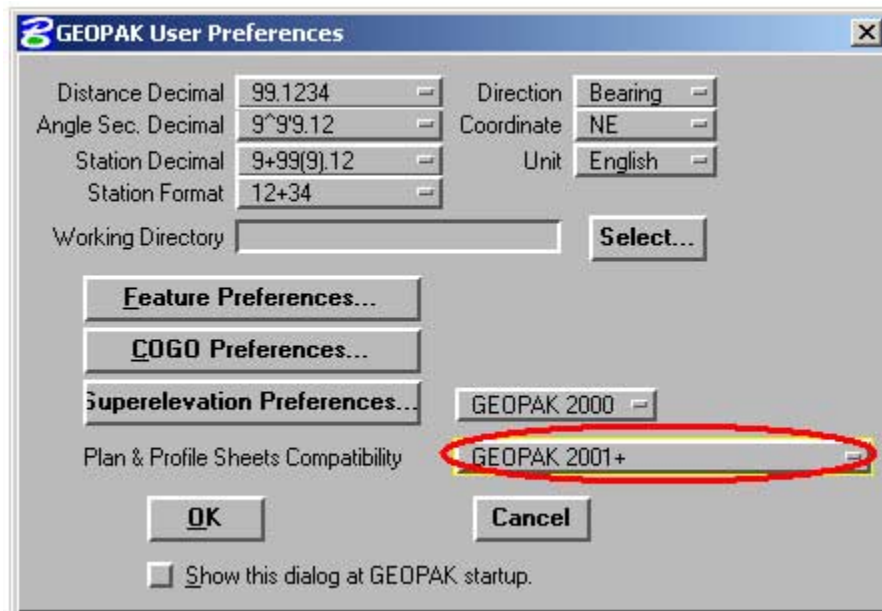 GEOPAK User Preferences
Distance Decimal 99.1234 Direction Bearing
Angle Sec. Decimal 9^9'9.12 Coordinate NE
Station Decimal 9+99(9).12 Unit English
Station Format 12+34
Working Directory Select...
Feature Preferences...
COGO Preferences...
Superelevation Preferences... GEOPAK 2000
Plan & Profile Sheets Compatibility GEOPAK 2001+
OK Cancel
Show this dialog at GEOPAK startup.